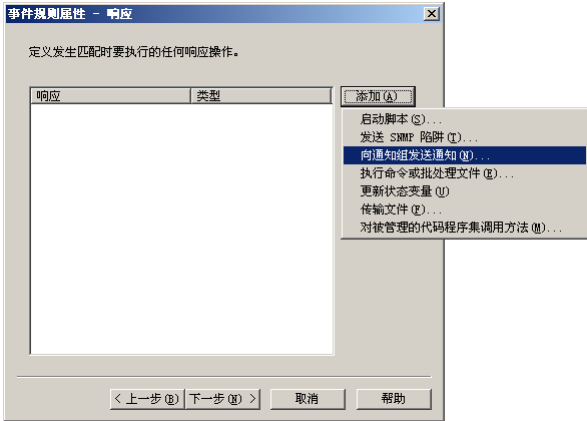 事件规则属性 - 响应
定义发生匹配时要执行的任何响应操作。
响应 类型
添加(A)
启动脚本(S)...
发送 SNMP 陷阱(T)...
向通知组发送通知(N)...
执行命令或批处理文件(E)...
更新状态变量(U)
传输文件(F)...
对被管理的代码程序集调用方法(M)...
< 上一步(B) 下一步(N) > 取消 帮助